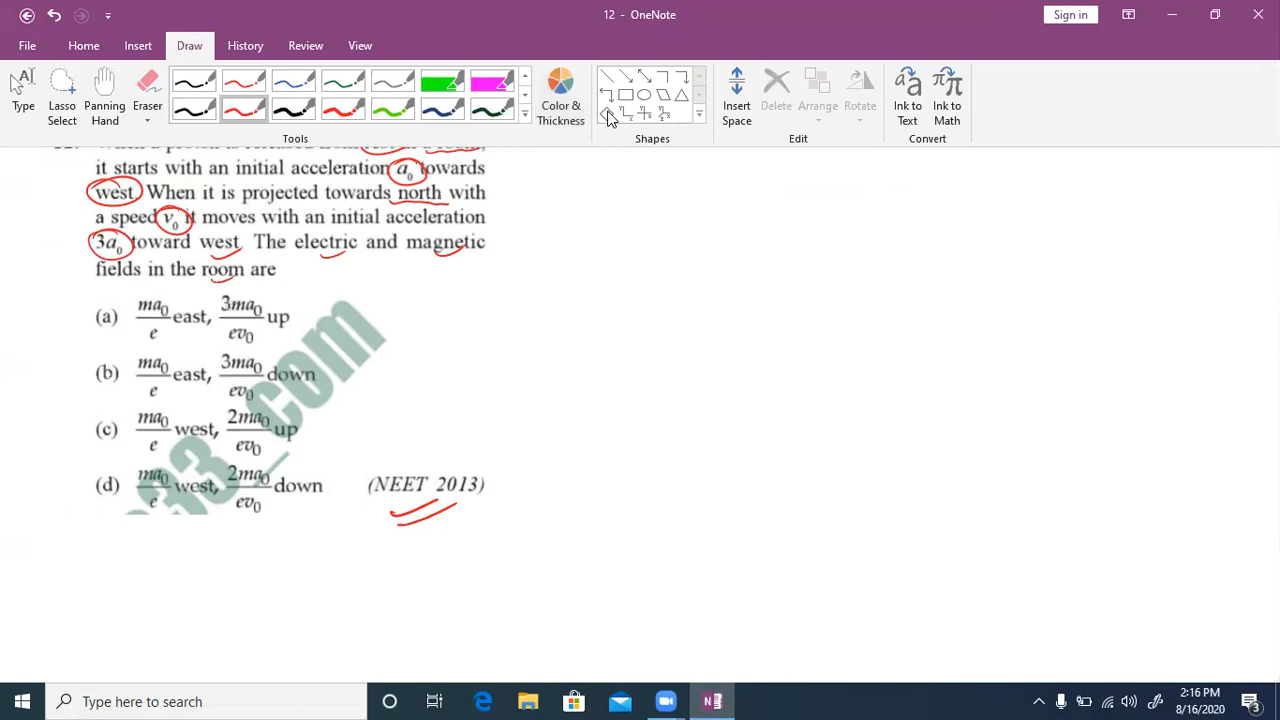 12 - OneNote
Sign in
File Home Insert Draw History Review View
Type Lasso Select Panning Hand Eraser Color & Thickness Insert Space Delete Arrange Rotate Ink to Text Ink to Math
Tools Shapes Edit Convert
it starts with an initial acceleration a0 towards
west. When it is projected towards north with
a speed v0 it moves with an initial acceleration
3a0 toward west. The electric and magnetic
fields in the room are
(a) ma0/e east, 3ma0/ev0 up
(b) ma0/e east, 3ma0/ev0 down
(c) ma0/e west, 2ma0/ev0 up
(d) ma0/e west, 2ma0/ev0 down (NEET 2013)
Type here to search
2:16 PM
8/16/2020
3